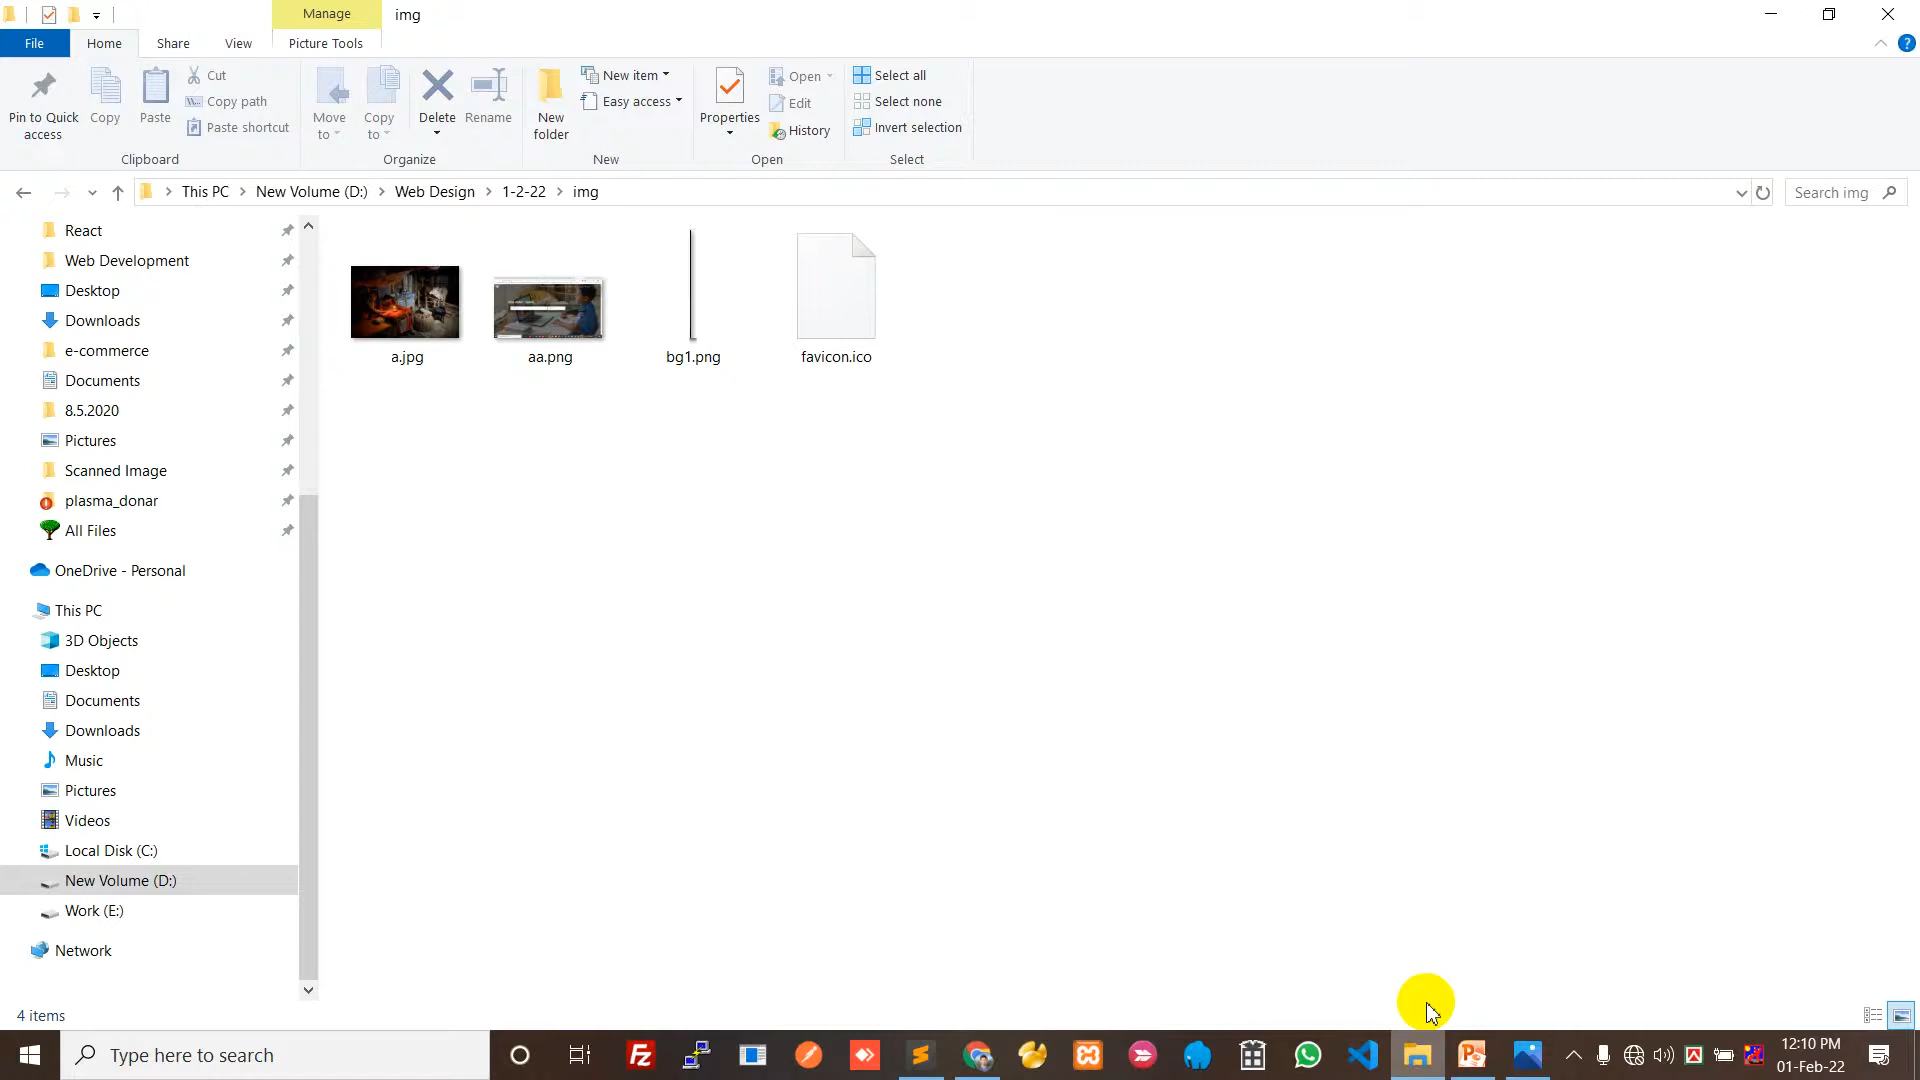 Manage
img
File
Home
Share
View
Picture Tools
Pin to Quick access
Copy
Paste
Cut
Copy path
Paste shortcut
Clipboard
Move to
Copy to
Delete
Rename
Organize
New folder
New item
Easy access
New
Properties
Open
Edit
History
Open
Select all
Select none
Invert selection
Select
This PC > New Volume (D:) > Web Design > 1-2-22 > img
Search img
React
Web Development
Desktop
Downloads
e-commerce
Documents
8.5.2020
Pictures
Scanned Image
plasma_donar
All Files
OneDrive - Personal
This PC
3D Objects
Desktop
Documents
Downloads
Music
Pictures
Videos
Local Disk (C:)
New Volume (D:)
Work (E:)
Network
a.jpg
aa.png
bg1.png
favicon.ico
4 items
Type here to search
12:10 PM
01-Feb-22